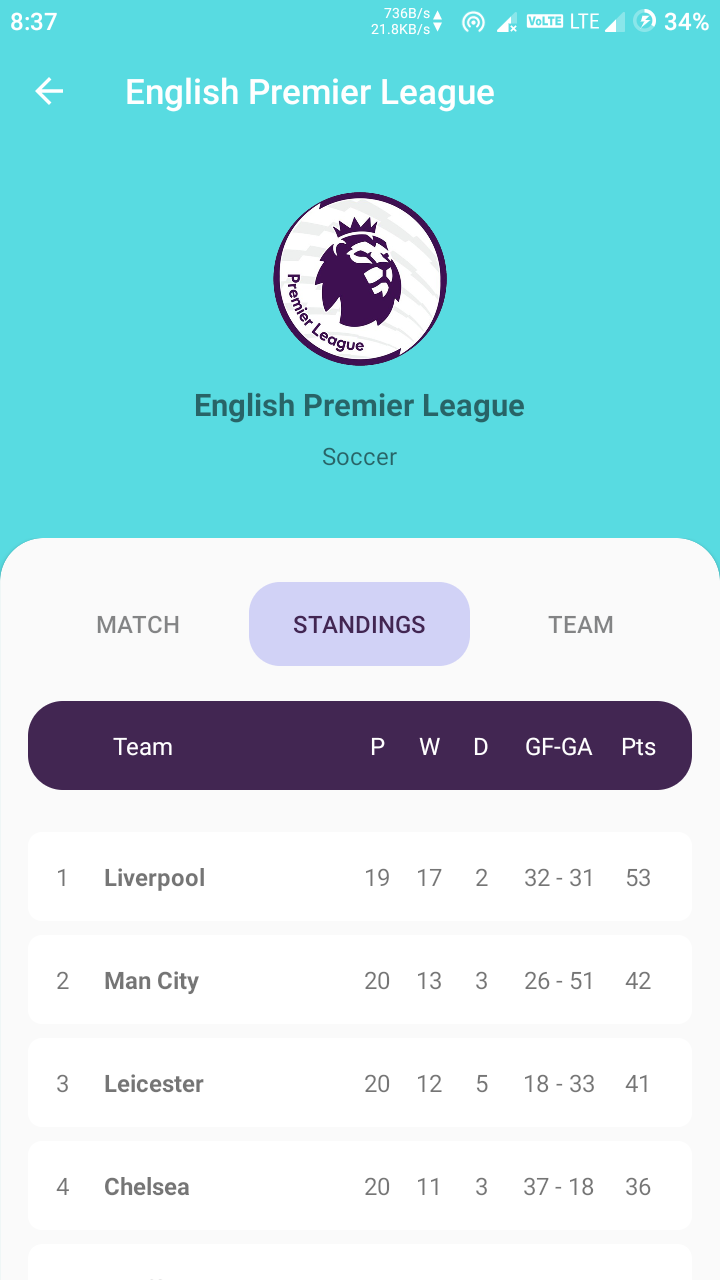 8:37 736B/s 21.8KB/s VoLTE LTE 34%
English Premier League
Premier League
English Premier League
Soccer
MATCH STANDINGS TEAM
Team P W D GF-GA Pts
1 Liverpool 19 17 2 32 - 31 53
2 Man City 20 13 3 26 - 51 42
3 Leicester 20 12 5 18 - 33 41
4 Chelsea 20 11 3 37 - 18 36